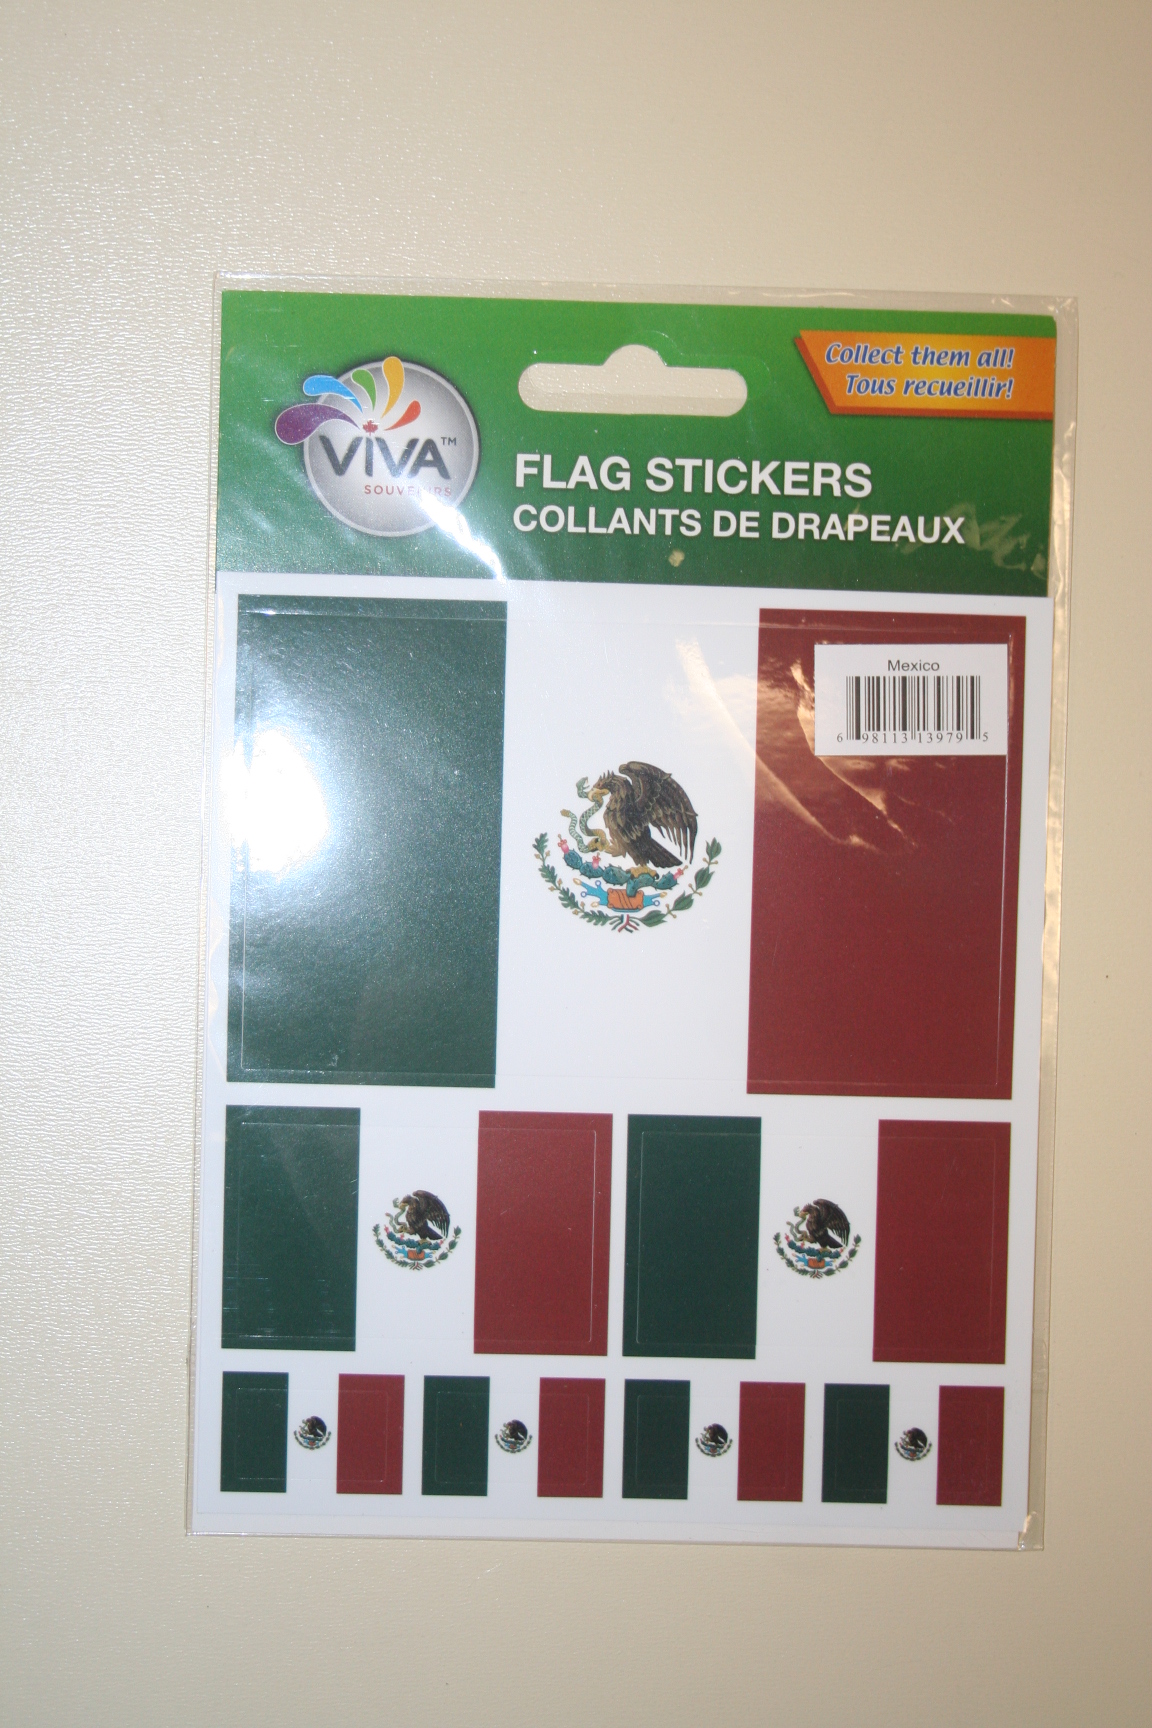 Collect them all!
Tous recueillir!
VIVA™
SOUVENIRS
FLAG STICKERS
COLLANTS DE DRAPEAUX
Mexico
6 98113 13979 5